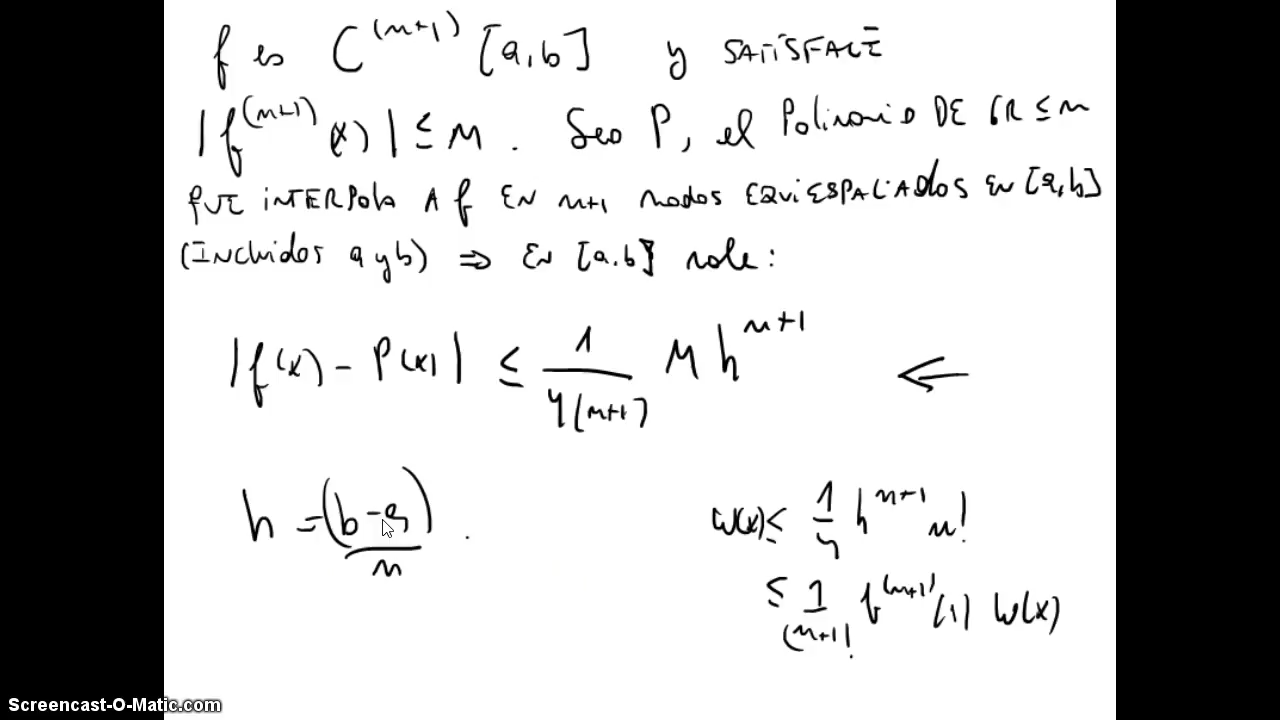 f es C^(n+1) [a,b] y SATISFACE
|f^(n+1)(x)| ≤ M. Sea P, el Polinomio DE GR ≤ n
QUE INTERPOLA A f EN n+1 nodos EQUIESPACIADOS EN [a,b]
(Incluidos a y b) ⇒ En [a,b] vale:
|f(x) - P(x)| ≤ 1/(4(n+1)) M h^(n+1) ←
h = (b-a)/n .
w(x) ≤ 1/4 h^(n+1) n!
≤ 1/(n+1)! f^(n+1)( ) w(x)
Screencast-O-Matic.com